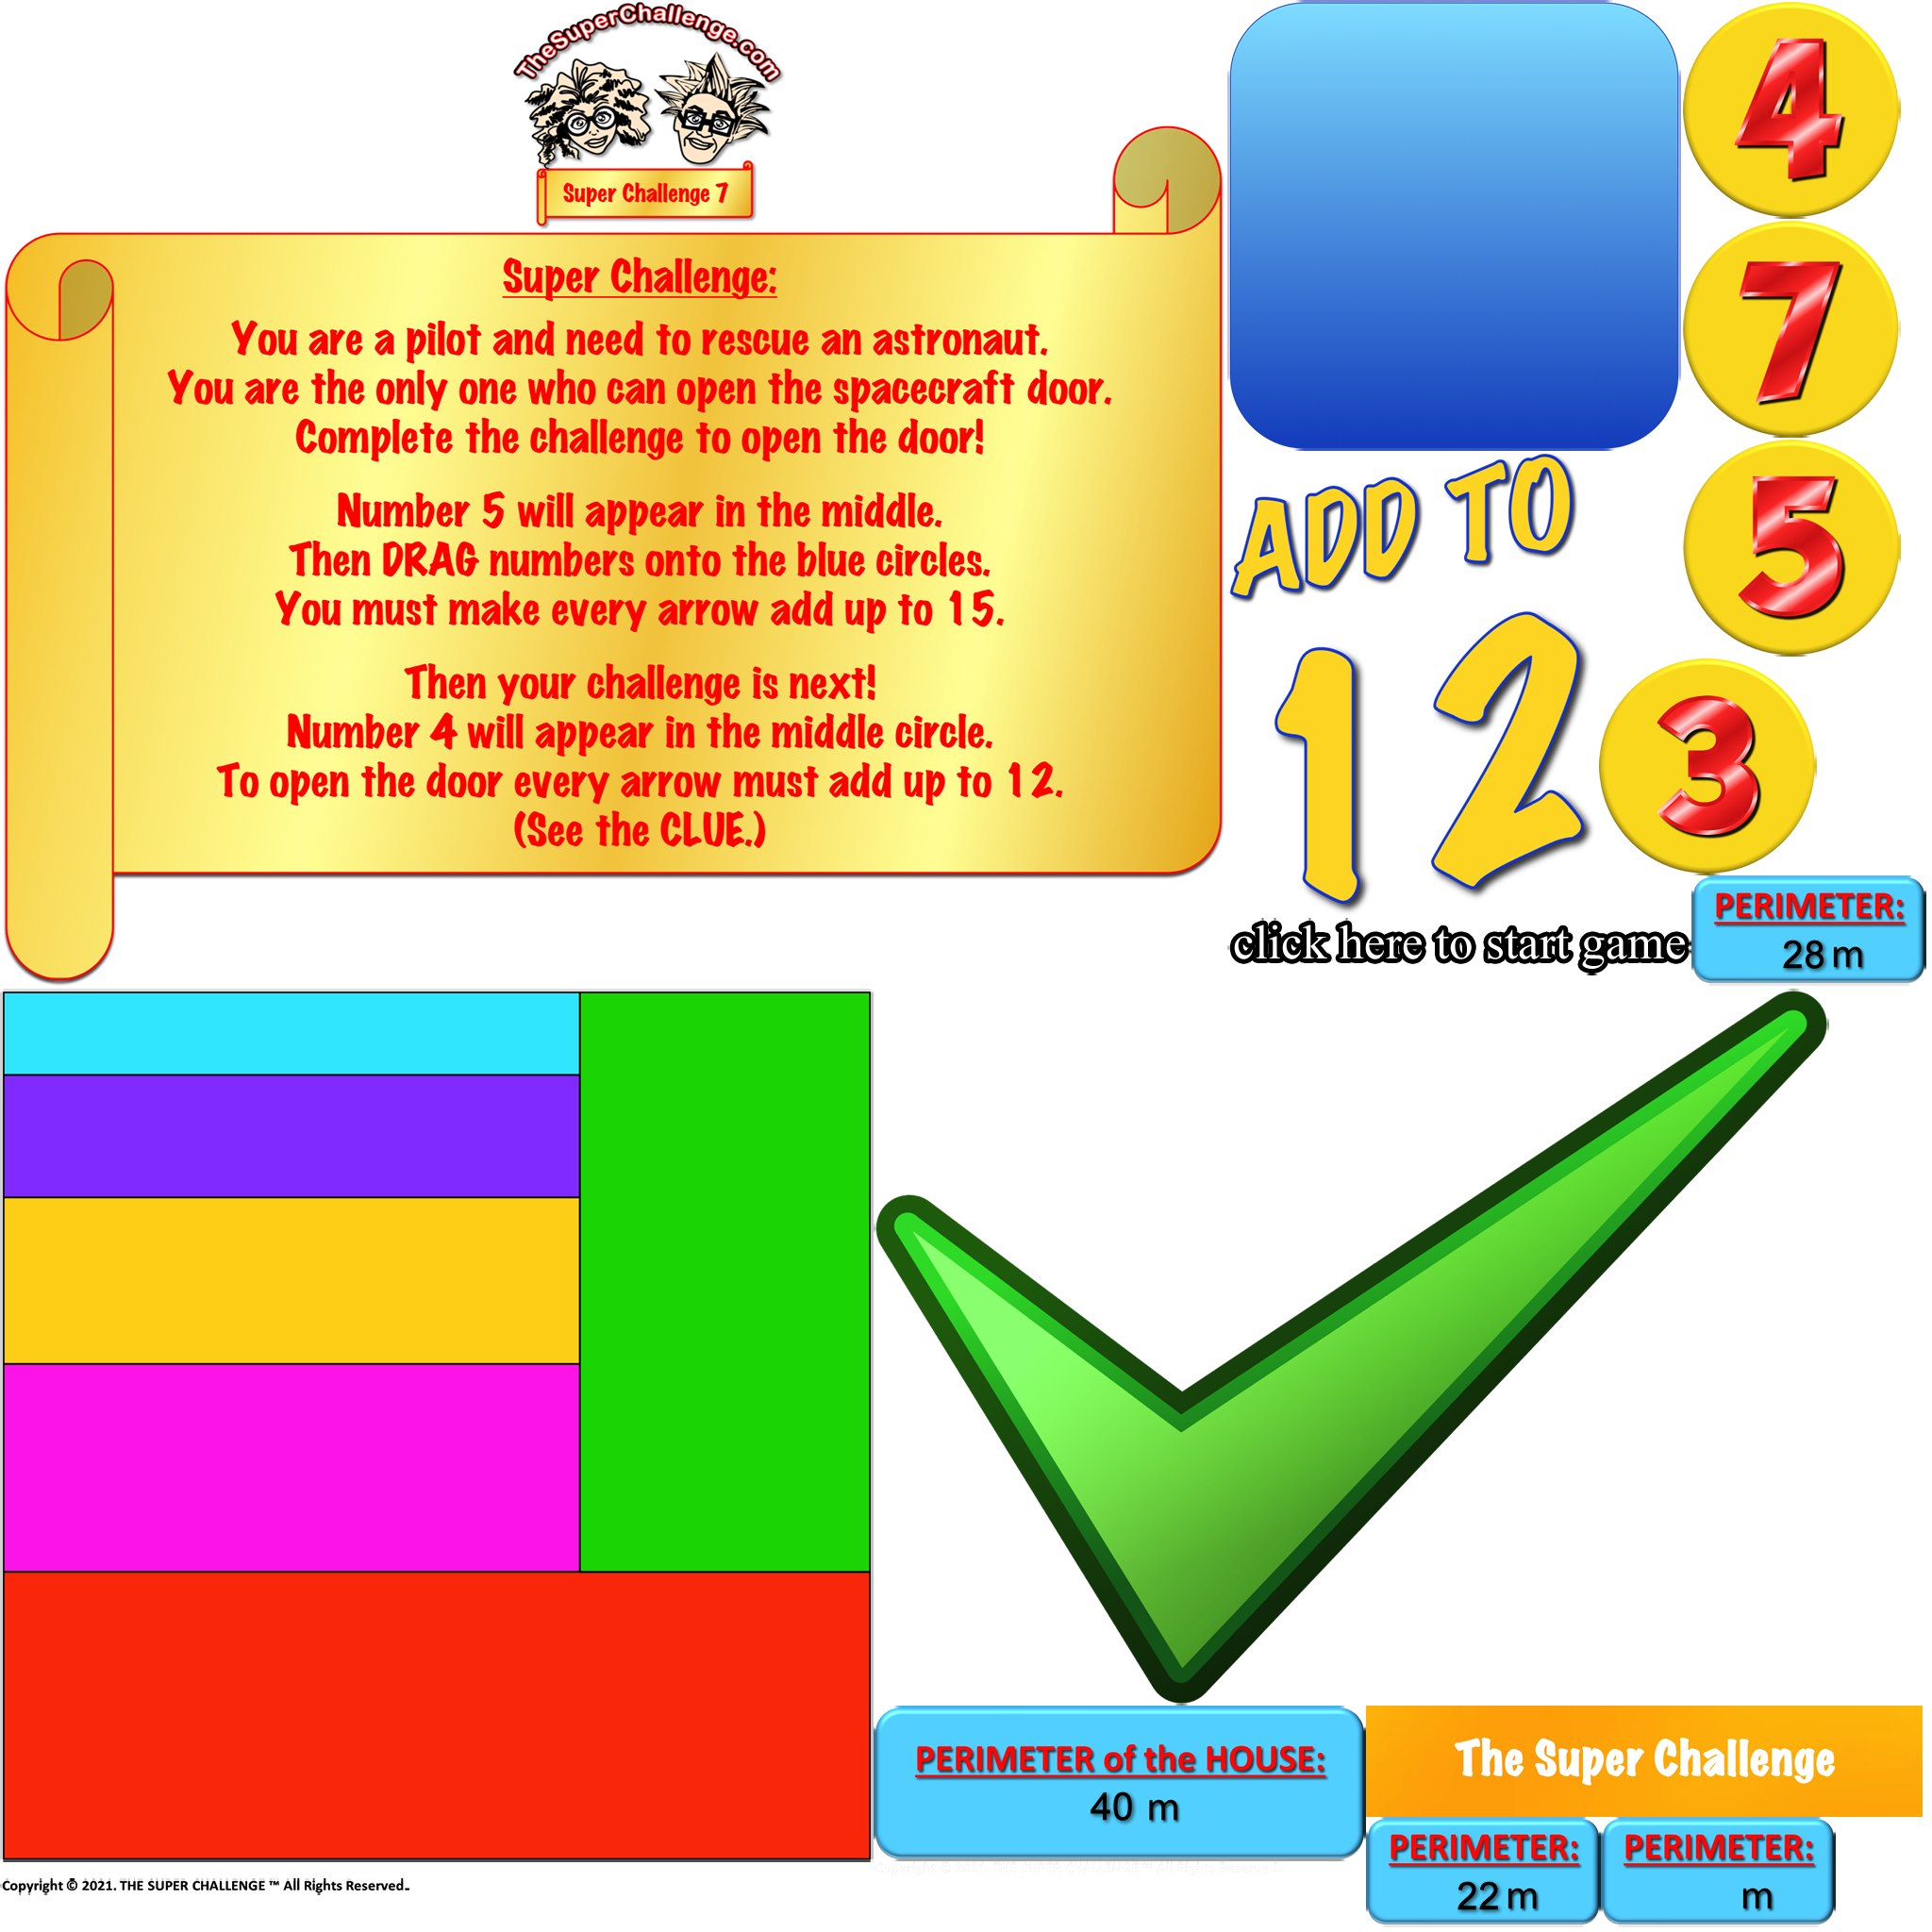 TheSuperChallenge.com
Super Challenge 7
Super Challenge:
You are a pilot and need to rescue an astronaut.
You are the only one who can open the spacecraft door.
Complete the challenge to open the door!
Number 5 will appear in the middle.
Then DRAG numbers onto the blue circles.
You must make every arrow add up to 15.
Then your challenge is next!
Number 4 will appear in the middle circle.
To open the door every arrow must add up to 12.
(See the CLUE.)
4
7
ADD TO
5
12
3
click here to start game
PERIMETER:
28 m
PERIMETER of the HOUSE:
40 m
The Super Challenge
PERIMETER:
22 m
PERIMETER:
m
Copyright © 2021. THE SUPER CHALLENGE ™ All Rights Reserved..